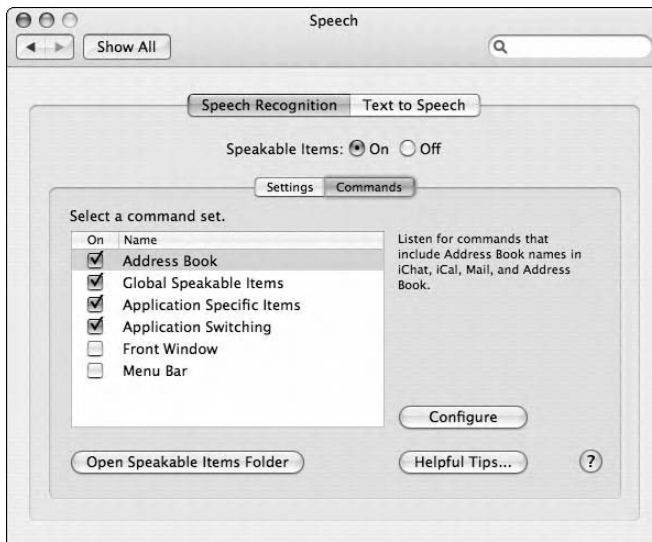 Speech
Show All
Speech Recognition Text to Speech
Speakable Items: On Off
Settings Commands
Select a command set.
On Name
Address Book
Global Speakable Items
Application Specific Items
Application Switching
Front Window
Menu Bar
Listen for commands that
include Address Book names in
iChat, iCal, Mail, and Address
Book.
Configure
Open Speakable Items Folder
Helpful Tips...
?